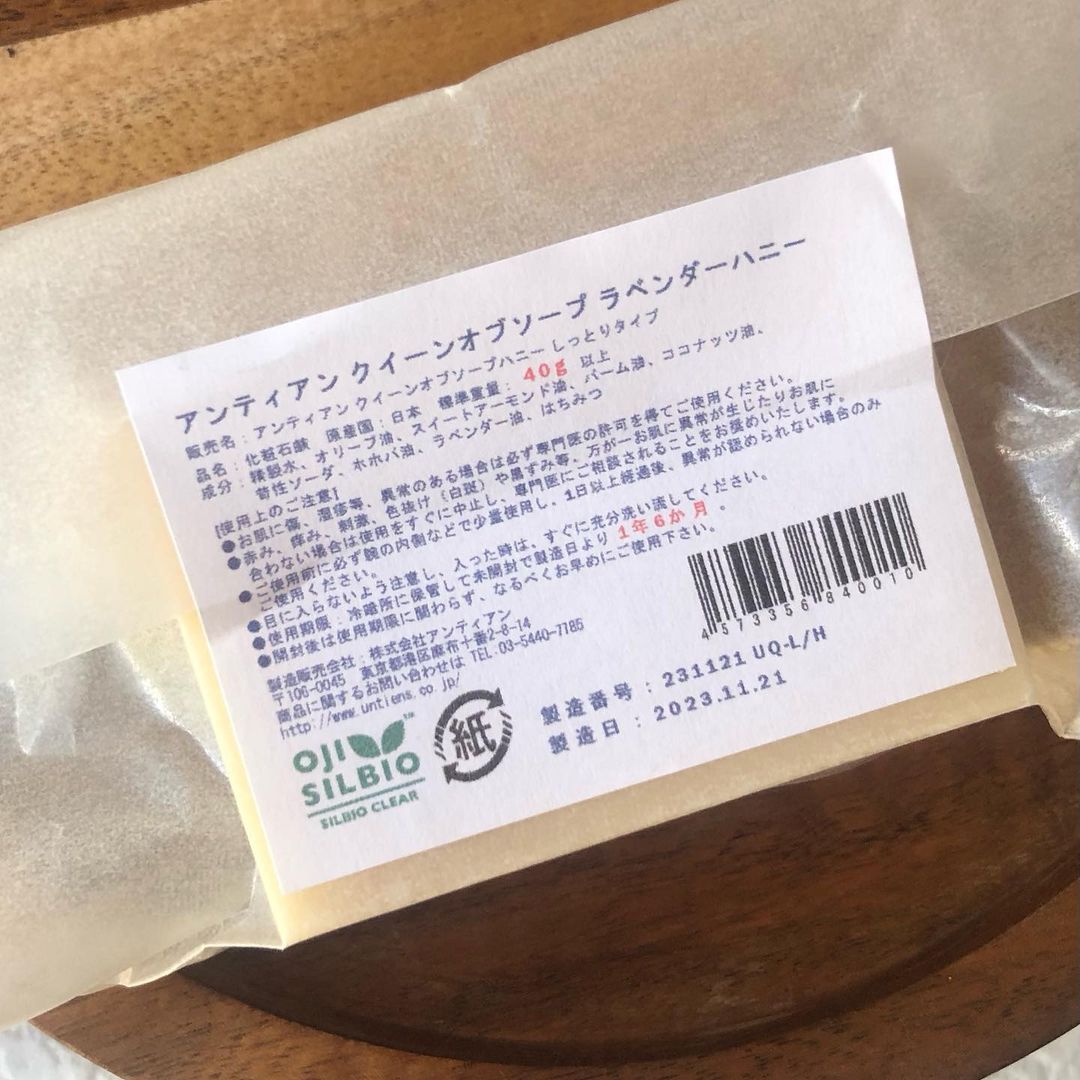 アンティアン クイーンオブソープ ラベンダーハニー
販売名：アンティアン クイーンオブソープハニー しっとりタイプ
品名：化粧石鹸 原産国：日本 標準重量：40g 以上
成分：精製水、オリーブ油、スイートアーモンド油、パーム油、ココナッツ油、
苛性ソーダ、ホホバ油、ラベンダー油、はちみつ
[使用上のご注意]
●お肌に傷、湿疹等、異常のある場合は必ず専門医の許可を得てご使用ください。
●赤み、痒み、刺激、色抜け（白斑）や黒ずみ等、万が一お肌に異常が生じたりお肌に
合わない場合は使用をすぐに中止し、専門医にご相談されることをお奨めいたします。
●ご使用前に必ず腕の内側などで少量使用し、1日以上経過後、異常が認められない場合のみ
ご使用ください。
●目に入らないよう注意し、入った時は、すぐに充分洗い流してください。
●使用期限：冷暗所に保管して未開封で製造日より 1年6か月 。
●開封後は使用期限に関わらず、なるべくお早めにご使用下さい。
製造販売会社：株式会社アンティアン
〒106-0045 東京都港区麻布十番2-8-14
商品に関するお問い合わせは TEL:03-5440-7785
http://www.untiens.co.jp/
4 573356 840010
OJI
SILBIO™
SILBIO CLEAR
紙
製造番号：231121 UQ-L/H
製造日：2023.11.21